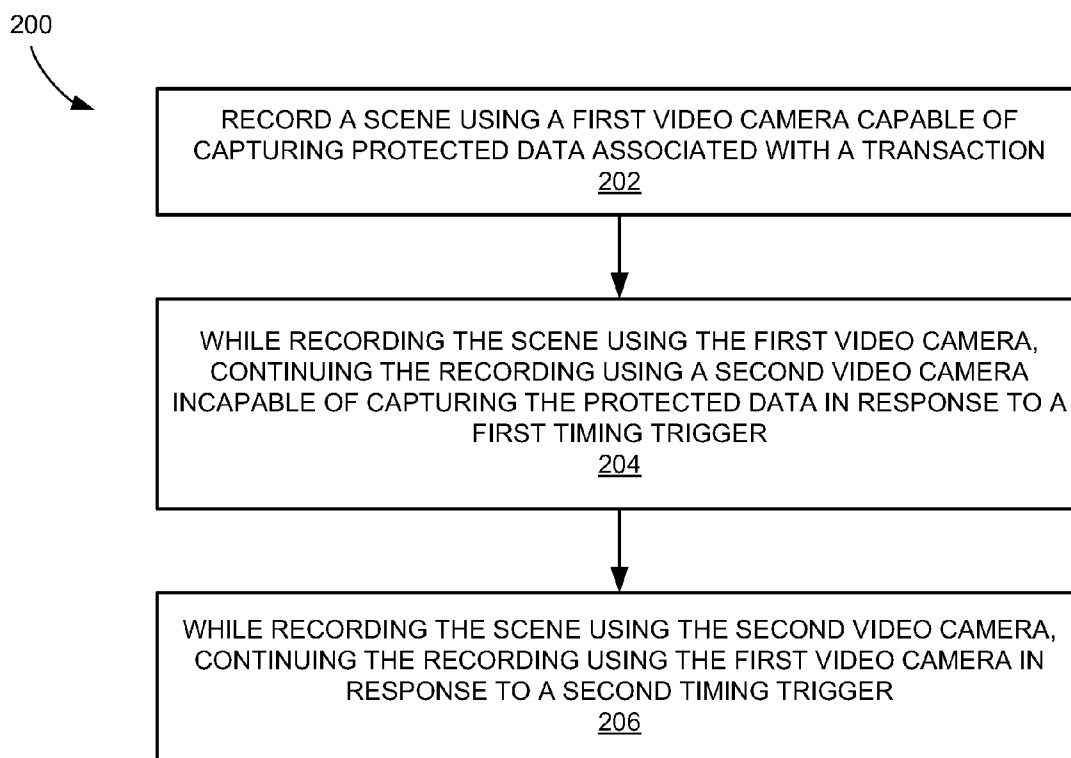 200
RECORD A SCENE USING A FIRST VIDEO CAMERA CAPABLE OF
CAPTURING PROTECTED DATA ASSOCIATED WITH A TRANSACTION
202
WHILE RECORDING THE SCENE USING THE FIRST VIDEO CAMERA,
CONTINUING THE RECORDING USING A SECOND VIDEO CAMERA
INCAPABLE OF CAPTURING THE PROTECTED DATA IN RESPONSE TO A
FIRST TIMING TRIGGER
204
WHILE RECORDING THE SCENE USING THE SECOND VIDEO CAMERA,
CONTINUING THE RECORDING USING THE FIRST VIDEO CAMERA IN
RESPONSE TO A SECOND TIMING TRIGGER
206